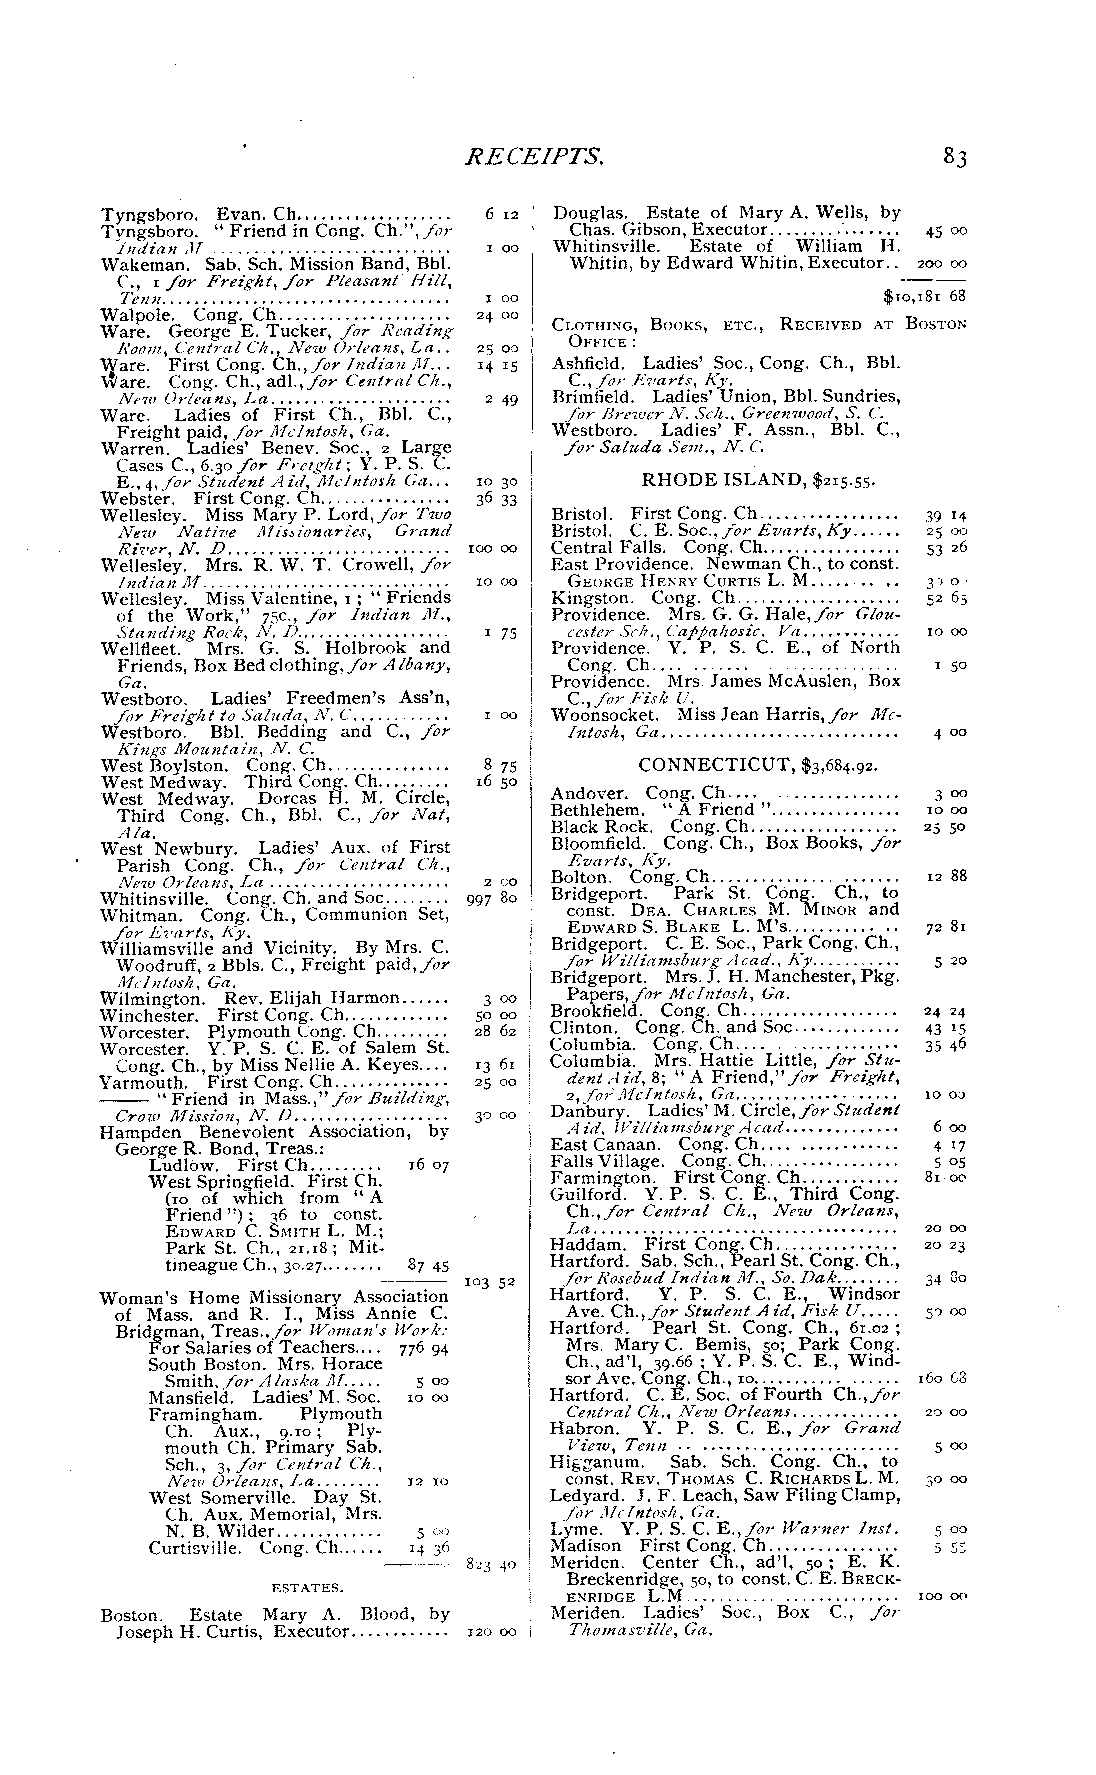 RECEIPTS. 83
Tyngsboro. Evan. Ch................... 6 12
Tyngsboro. "Friend in Cong. Ch.", for
Indian M ............................. 1 00
Wakeman. Sab. Sch. Mission Band, Bbl.
C., 1 for Freight, for Pleasant Hill,
Tenn................................... 1 00
Walpole. Cong. Ch..................... 24 00
Ware. George E. Tucker, for Reading
Room, Central Ch., New Orleans, La.. 25 00
Ware. First Cong. Ch., for Indian M... 14 15
Ware. Cong. Ch., adl., for Central Ch.,
New Orleans, La...................... 2 49
Ware. Ladies of First Ch., Bbl. C.,
Freight paid, for McIntosh, Ga.
Warren. Ladies' Benev. Soc., 2 Large
Cases C., 6.30 for Freight; Y. P. S. C.
E., 4, for Student Aid, McIntosh Ga... 10 30
Webster. First Cong. Ch................ 36 33
Wellesley. Miss Mary P. Lord, for Two
New Native Missionaries, Grand
River, N. D........................... 100 00
Wellesley. Mrs. R. W. T. Crowell, for
Indian M.............................. 10 00
Wellesley. Miss Valentine, 1; "Friends
of the Work," 75c., for Indian M.,
Standing Rock, N. D.................. 1 75
Wellfleet. Mrs. G. S. Holbrook and
Friends, Box Bed clothing, for Albany,
Ga.
Westboro. Ladies' Freedmen's Ass'n,
for Freight to Saluda, N. C............ 1 00
Westboro. Bbl. Bedding and C., for
Kings Mountain, N. C.
West Boylston. Cong. Ch............... 8 75
West Medway. Third Cong. Ch......... 16 50
West Medway. Dorcas H. M. Circle,
Third Cong. Ch., Bbl. C., for Nat,
Ala.
West Newbury. Ladies' Aux. of First
Parish Cong. Ch., for Central Ch.,
New Orleans, La ...................... 2 00
Whitinsville. Cong. Ch. and Soc........ 997 80
Whitman. Cong. Ch., Communion Set,
for Evarts, Ky.
Williamsville and Vicinity. By Mrs. C.
Woodruff, 2 Bbls. C., Freight paid, for
McIntosh, Ga.
Wilmington. Rev. Elijah Harmon...... 3 00
Winchester. First Cong. Ch............. 50 00
Worcester. Plymouth Cong. Ch......... 28 62
Worcester. Y. P. S. C. E. of Salem St.
Cong. Ch., by Miss Nellie A. Keyes.... 13 61
Yarmouth. First Cong. Ch.............. 25 00
—— "Friend in Mass.," for Building,
Crow Mission, N. D................... 30 00
Hampden Benevolent Association, by
George R. Bond, Treas.:
Ludlow. First Ch......... 16 07
West Springfield. First Ch.
(10 of which from "A
Friend"); 36 to const.
EDWARD C. SMITH L. M.;
Park St. Ch., 21.18; Mit-
tineague Ch., 30.27........ 87 45
103 52
Woman's Home Missionary Association
of Mass. and R. I., Miss Annie C.
Bridgman, Treas., for Woman's Work:
For Salaries of Teachers.... 776 94
South Boston. Mrs. Horace
Smith, for Alaska M..... 5 00
Mansfield. Ladies' M. Soc. 10 00
Framingham. Plymouth
Ch. Aux., 9.10; Ply-
mouth Ch. Primary Sab.
Sch., 3, for Central Ch.,
New Orleans, La........ 12 10
West Somerville. Day St.
Ch. Aux. Memorial, Mrs.
N. B. Wilder............. 5 00
Curtisville. Cong. Ch...... 14 36
823 40
ESTATES.
Boston. Estate Mary A. Blood, by
Joseph H. Curtis, Executor............ 120 00
Douglas. Estate of Mary A. Wells, by
Chas. Gibson, Executor................ 45 00
Whitinsville. Estate of William H.
Whitin, by Edward Whitin, Executor.. 200 00
$10,181 68
CLOTHING, BOOKS, ETC., RECEIVED AT BOSTON
OFFICE:
Ashfield. Ladies' Soc., Cong. Ch., Bbl.
C., for Evarts, Ky.
Brimfield. Ladies' Union, Bbl. Sundries,
for Brewer N. Sch., Greenwood, S. C.
Westboro. Ladies' F. Assn., Bbl. C.,
for Saluda Sem., N. C.
RHODE ISLAND, $215.55.
Bristol. First Cong. Ch................. 39 14
Bristol. C. E. Soc., for Evarts, Ky...... 25 00
Central Falls. Cong. Ch................. 53 26
East Providence. Newman Ch., to const.
GEORGE HENRY CURTIS L. M...........
Kingston. Cong. Ch.................... 52 65
Providence. Mrs. G. G. Hale, for Glou-
cester Sch., Cappahosic, Va............ 10 00
Providence. Y. P. S. C. E., of North
Cong. Ch............................. 1 50
Providence. Mrs. James McAuslen, Box
C., for Fisk U.
Woonsocket. Miss Jean Harris, for Mc-
Intosh, Ga............................. 4 00
CONNECTICUT, $3,684.92.
Andover. Cong. Ch.................... 3 00
Bethlehem. "A Friend"................ 10 00
Black Rock. Cong. Ch.................. 25 50
Bloomfield. Cong. Ch., Box Books, for
Evarts, Ky.
Bolton. Cong. Ch...................... 12 88
Bridgeport. Park St. Cong. Ch., to
const. DEA. CHARLES M. MINOR and
EDWARD S. BLAKE L. M's............. 72 81
Bridgeport. C. E. Soc., Park Cong. Ch.,
for Williamsburg Acad., Ky........... 5 20
Bridgeport. Mrs. J. H. Manchester, Pkg.
Papers, for McIntosh, Ga.
Brookfield. Cong. Ch................... 24 24
Clinton. Cong. Ch. and Soc............. 43 15
Columbia. Cong. Ch................... 35 46
Columbia. Mrs. Hattie Little, for Stu-
dent Aid, 8; "A Friend," for Freight,
2, for McIntosh, Ga.................... 10 00
Danbury. Ladies' M. Circle, for Student
Aid, Williamsburg Acad.............. 6 00
East Canaan. Cong. Ch................ 4 17
Falls Village. Cong. Ch................. 5 05
Farmington. First Cong. Ch............ 81 00
Guilford. Y. P. S. C. E., Third Cong.
Ch., for Central Ch., New Orleans,
La..................................... 20 00
Haddam. First Cong. Ch............... 20 23
Hartford. Sab. Sch., Pearl St. Cong. Ch.,
for Rosebud Indian M., So. Dak........ 34 80
Hartford. Y. P. S. C. E., Windsor
Ave. Ch., for Student Aid, Fisk U..... 50 00
Hartford. Pearl St. Cong. Ch., 61.02;
Mrs. Mary C. Bemis, 50; Park Cong.
Ch., ad'l, 39.66; Y. P. S. C. E., Wind-
sor Ave. Cong. Ch., 10................. 160 68
Hartford. C. E. Soc. of Fourth Ch., for
Central Ch., New Orleans............. 20 00
Habron. Y. P. S. C. E., for Grand
View, Tenn .......................... 5 00
Higganum. Sab. Sch. Cong. Ch., to
const. REV. THOMAS C. RICHARDS L. M. 30 00
Ledyard. J. F. Leach, Saw Filing Clamp,
for McIntosh, Ga.
Lyme. Y. P. S. C. E., for Warner Inst. 5 00
Madison First Cong. Ch................ 5 55
Meriden. Center Ch., ad'l, 50; E. K.
Breckenridge, 50, to const. C. E. BRECK-
ENRIDGE L. M......................... 100 00
Meriden. Ladies' Soc., Box C., for
Thomasville, Ga.